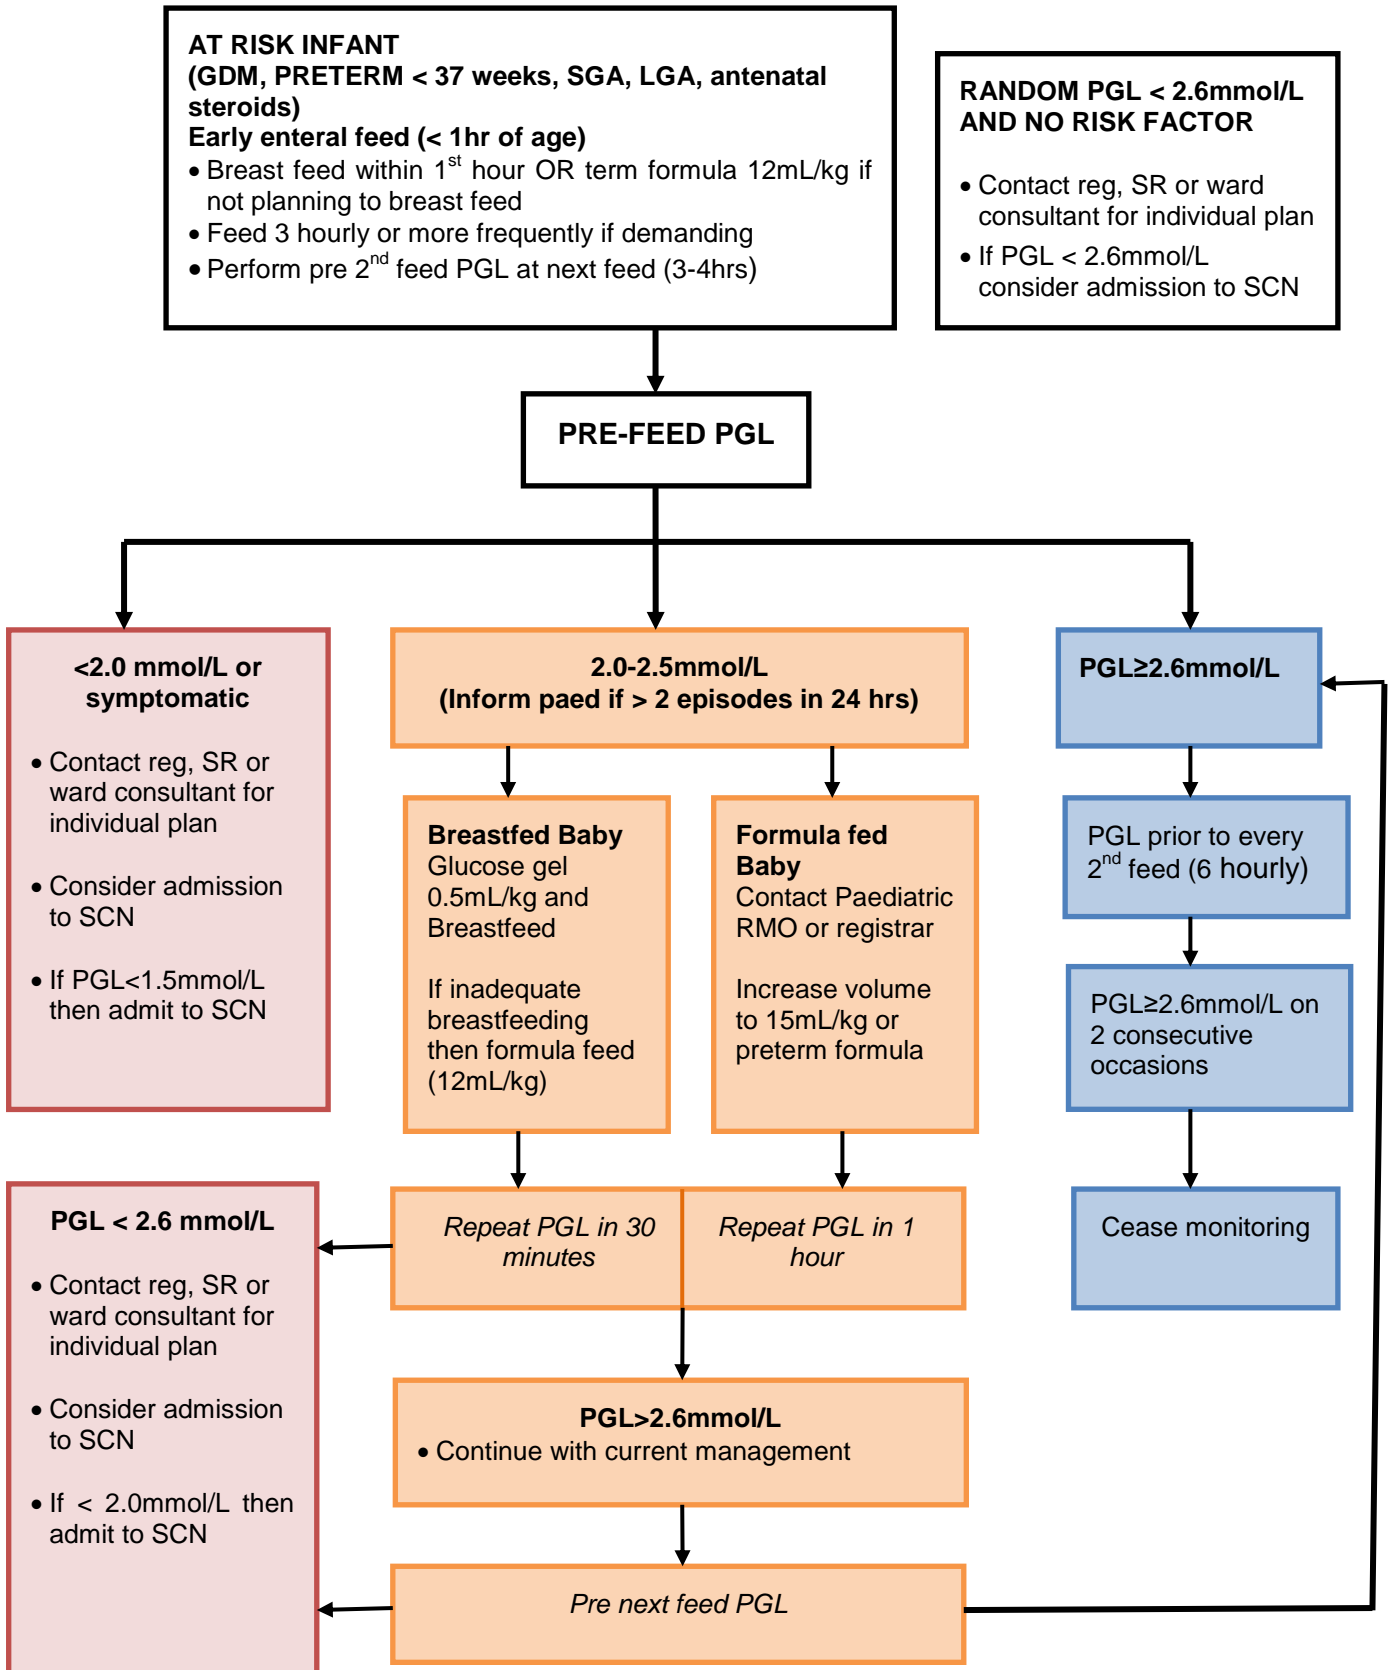 AT RISK INFANT
(GDM, PRETERM < 37 weeks, SGA, LGA, antenatal
steroids)
Early enteral feed (< 1hr of age)
• Breast feed within 1st hour OR term formula 12mL/kg if
not planning to breast feed
• Feed 3 hourly or more frequently if demanding
• Perform pre 2nd feed PGL at next feed (3-4hrs)
RANDOM PGL < 2.6mmol/L
AND NO RISK FACTOR
• Contact reg, SR or ward
consultant for individual plan
• If PGL < 2.6mmol/L
consider admission to SCN
PRE-FEED PGL
<2.0 mmol/L or
symptomatic
• Contact reg, SR or
ward consultant for
individual plan
• Consider admission
to SCN
• If PGL<1.5mmol/L
then admit to SCN
2.0-2.5mmol/L
(Inform paed if > 2 episodes in 24 hrs)
Breastfed Baby
Glucose gel
0.5mL/kg and
Breastfeed
If inadequate
breastfeeding
then formula feed
(12mL/kg)
Formula fed
Baby
Contact Paediatric
RMO or registrar
Increase volume
to 15mL/kg or
preterm formula
PGL≥2.6mmol/L
PGL prior to every
2nd feed (6 hourly)
PGL≥2.6mmol/L on
2 consecutive
occasions
Cease monitoring
Repeat PGL in 30
minutes
Repeat PGL in 1
hour
PGL < 2.6 mmol/L
• Contact reg, SR or
ward consultant for
individual plan
• Consider admission
to SCN
• If < 2.0mmol/L then
admit to SCN
PGL>2.6mmol/L
• Continue with current management
Pre next feed PGL